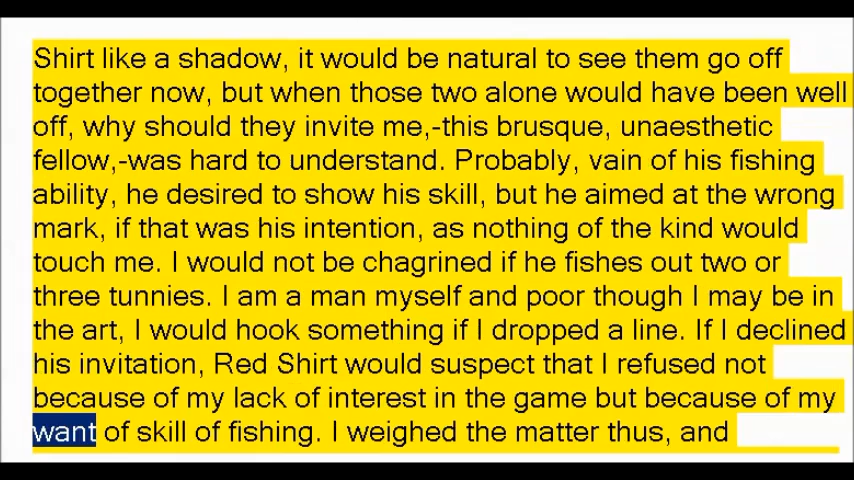 Shirt like a shadow, it would be natural to see them go off
together now, but when those two alone would have been well
off, why should they invite me,-this brusque, unaesthetic
fellow,-was hard to understand. Probably, vain of his fishing
ability, he desired to show his skill, but he aimed at the wrong
mark, if that was his intention, as nothing of the kind would
touch me. I would not be chagrined if he fishes out two or
three tunnies. I am a man myself and poor though I may be in
the art, I would hook something if I dropped a line. If I declined
his invitation, Red Shirt would suspect that I refused not
because of my lack of interest in the game but because of my
want of skill of fishing. I weighed the matter thus, and